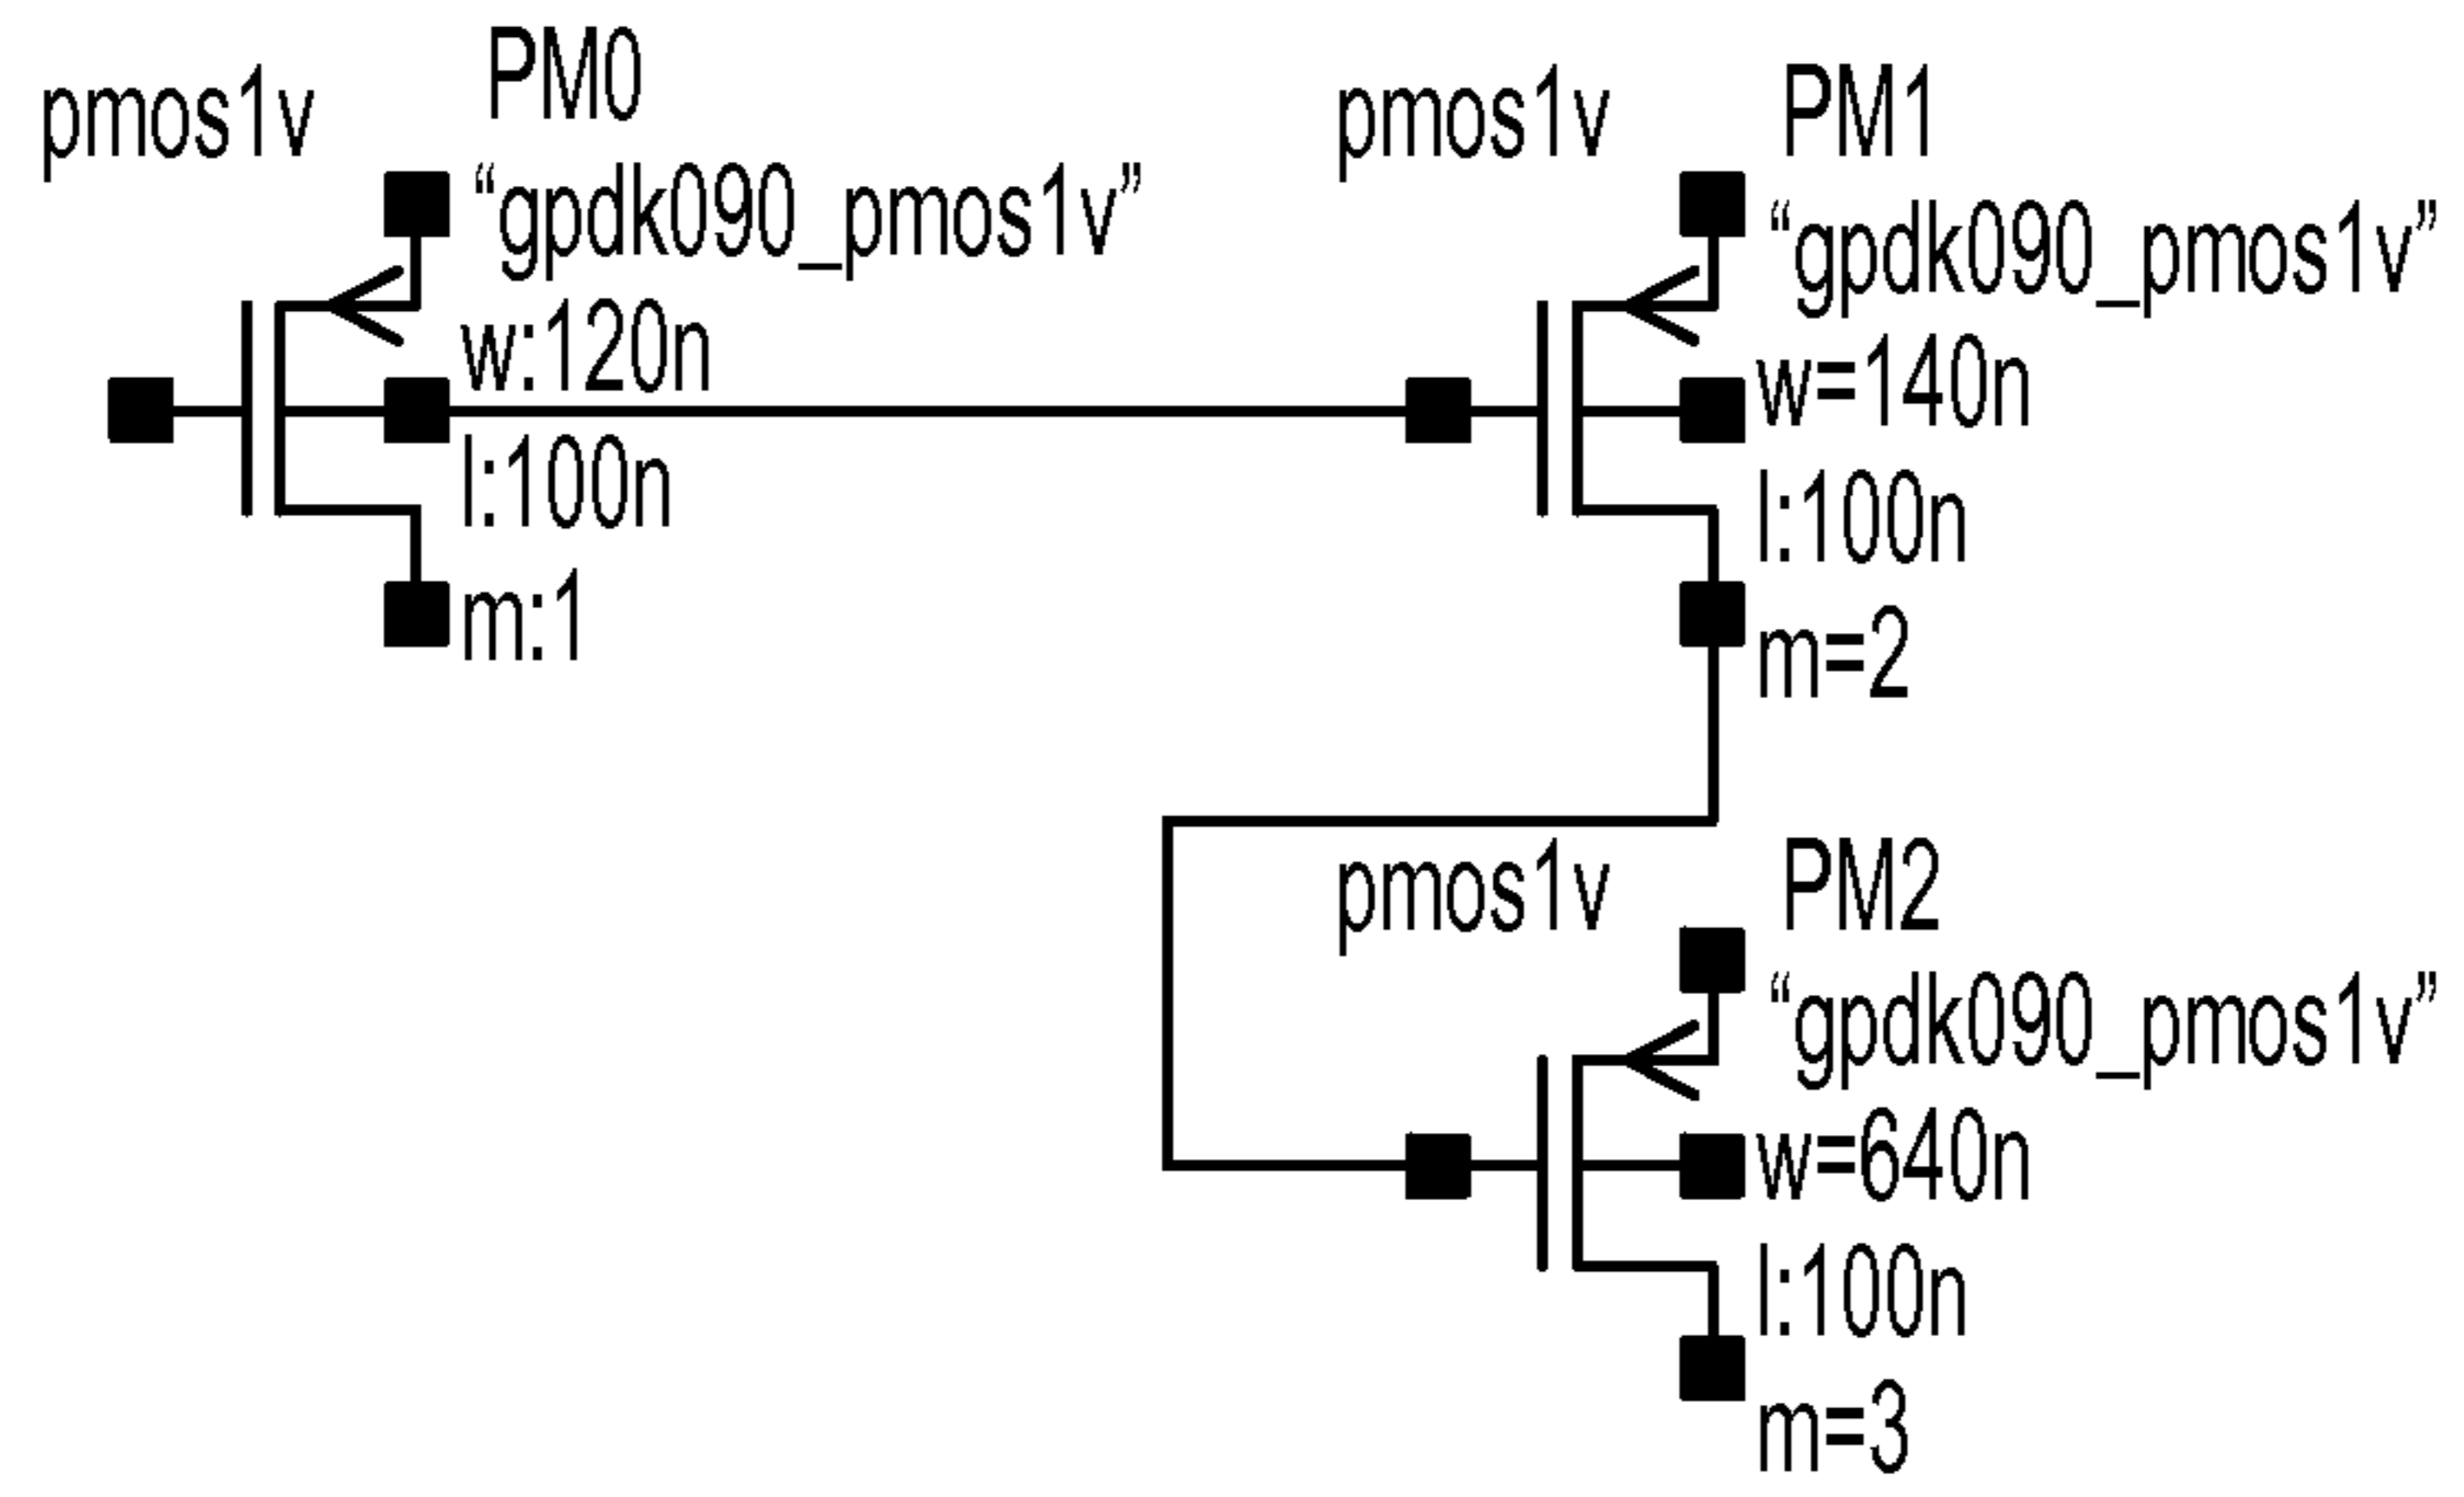 pmos1v
PM0
“gpdk090_pmos1v”
w:120n
l:100n
m:1
pmos1v
PM1
“gpdk090_pmos1v”
w=140n
l:100n
m=2
pmos1v
PM2
“gpdk090_pmos1v”
w=640n
l:100n
m=3